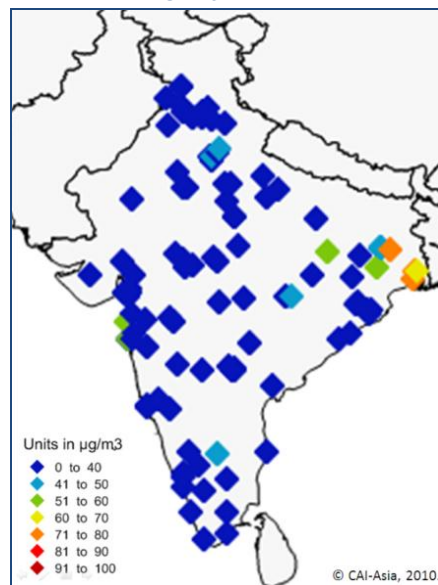 Units in µg/m3
0 to 40
41 to 50
51 to 60
60 to 70
71 to 80
81 to 90
91 to 100
© CAI-Asia, 2010